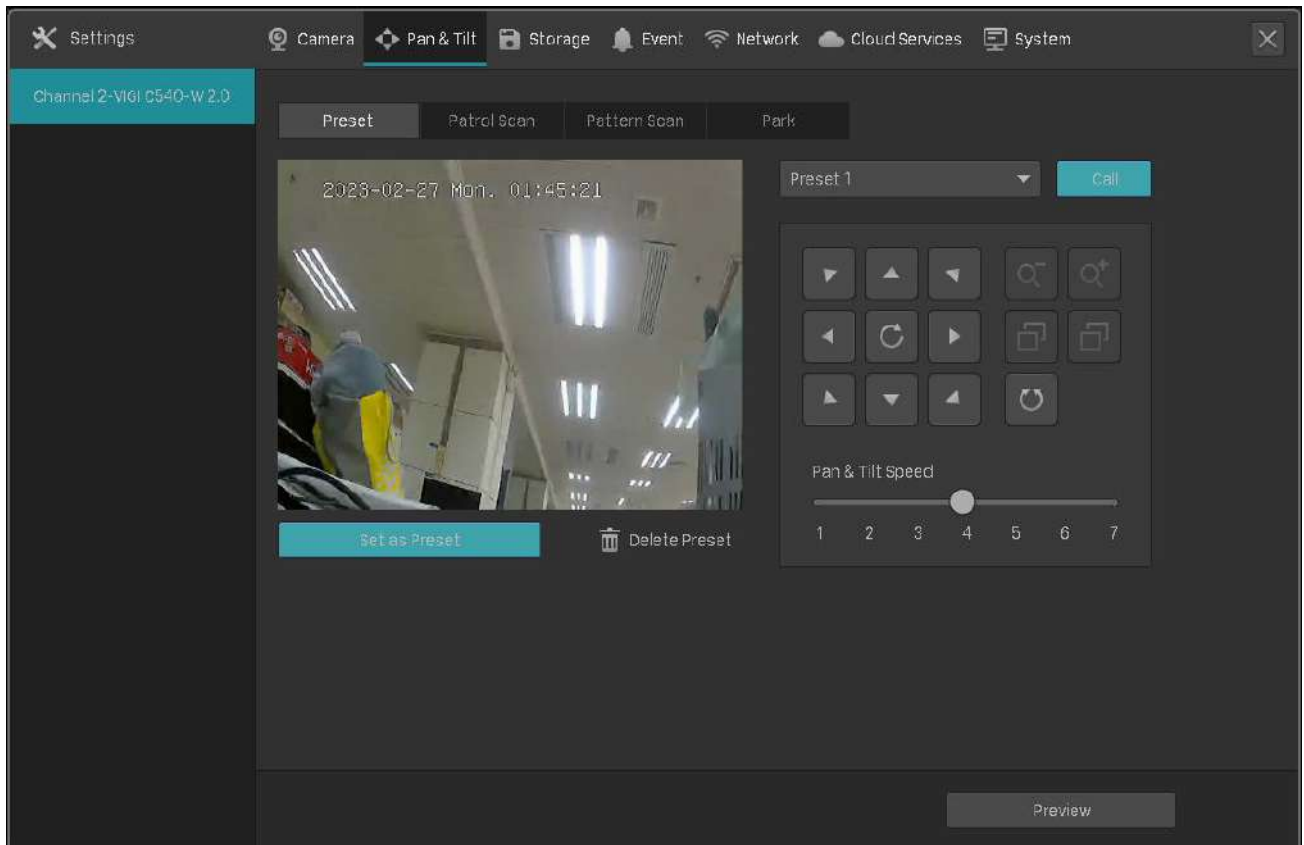 Settings
Camera
Pan & Tilt
Storage
Event
Network
Cloud Services
System
Channel 2-VIGI C540-W 2.0
Preset
Patrol Scan
Pattern Scan
Park
2023-02-27 Mon. 01:45:21
Preset 1
Call
Pan & Tilt Speed
1 2 3 4 5 6 7
Set as Preset
Delete Preset
Preview